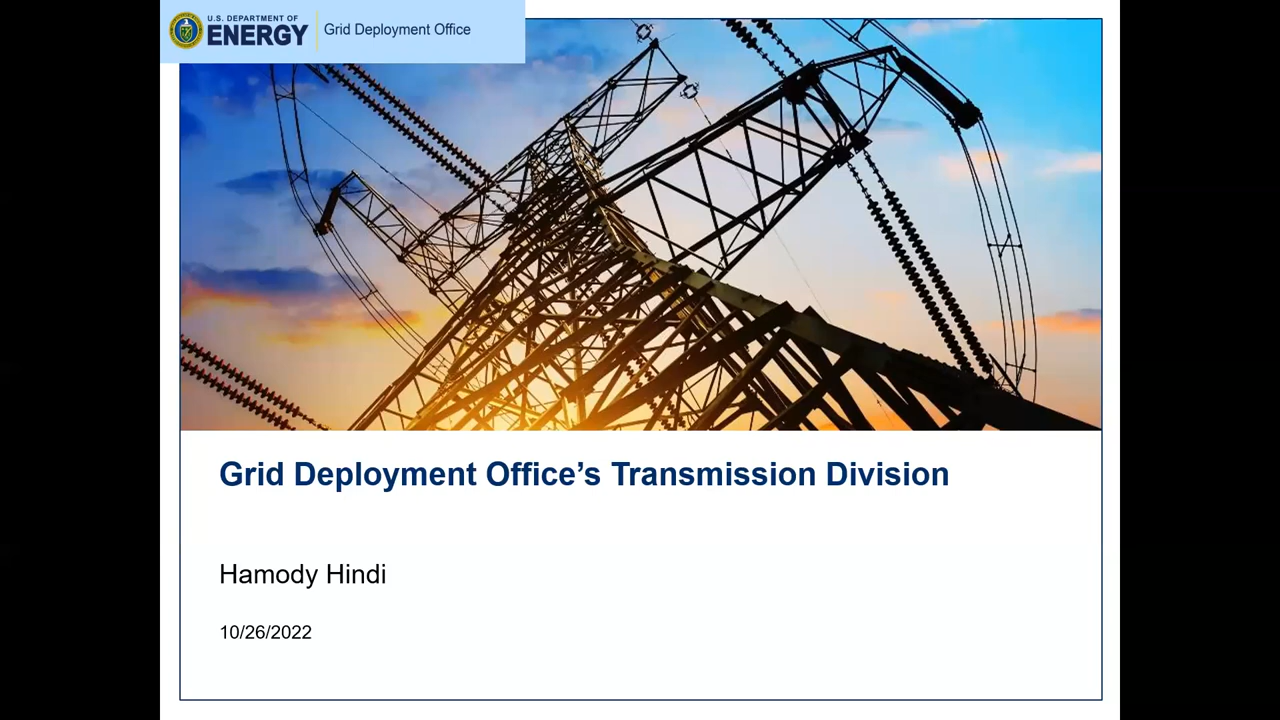 U.S. DEPARTMENT OF
ENERGY
Grid Deployment Office
Grid Deployment Office’s Transmission Division
Hamody Hindi
10/26/2022